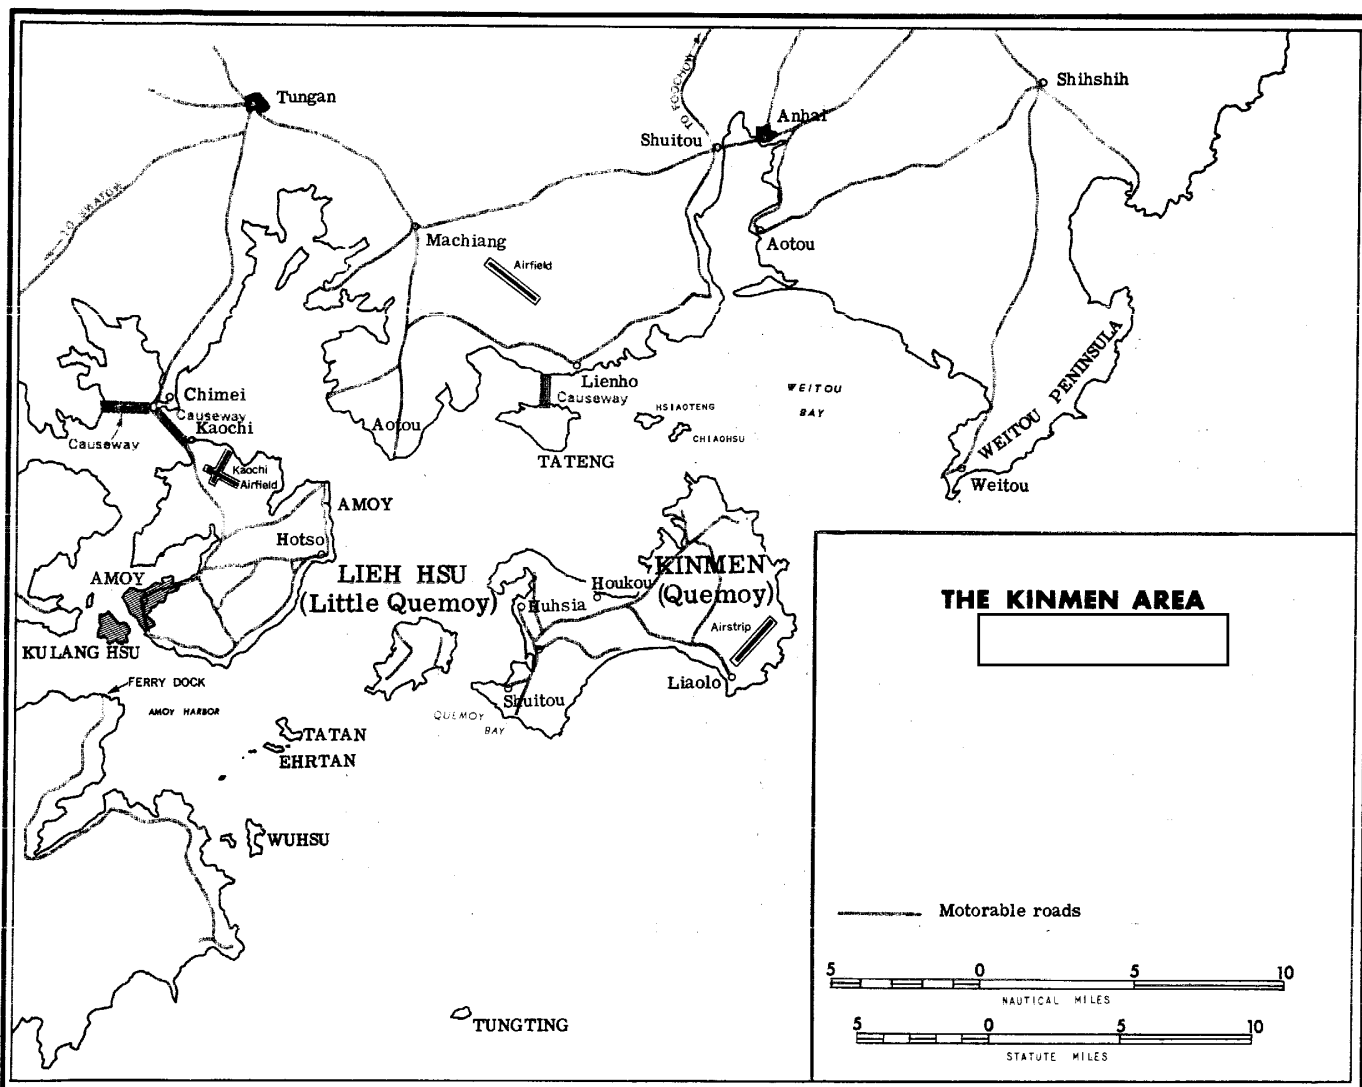 Tungan
Shihshih
TO FOOCHOW
Anhai
Shuitou
TO SWATOW
Machiang
Aotou
Airfield
WEITOU PENINSULA
Lienho
Causeway
WEITOU
BAY
Chimei
Causeway
Kaochi
Causeway
HSIAOTENG
CHIAOHSU
Aotou
TATENG
Kaochi
Airfield
Weitou
AMOY
Hotso
LIEH HSU
(Little Quemoy)
KINMEN
(Quemoy)
AMOY
Houkou
Huhsia
THE KINMEN AREA
Airstrip
KULANG HSU
Liaolo
FERRY DOCK
Shuitou
AMOY HARBOR
QUEMOY
BAY
TATAN
EHRTAN
WUHSU
Motorable roads
5 0 5 10
NAUTICAL MILES
TUNGTING
5 0 5 10
STATUTE MILES